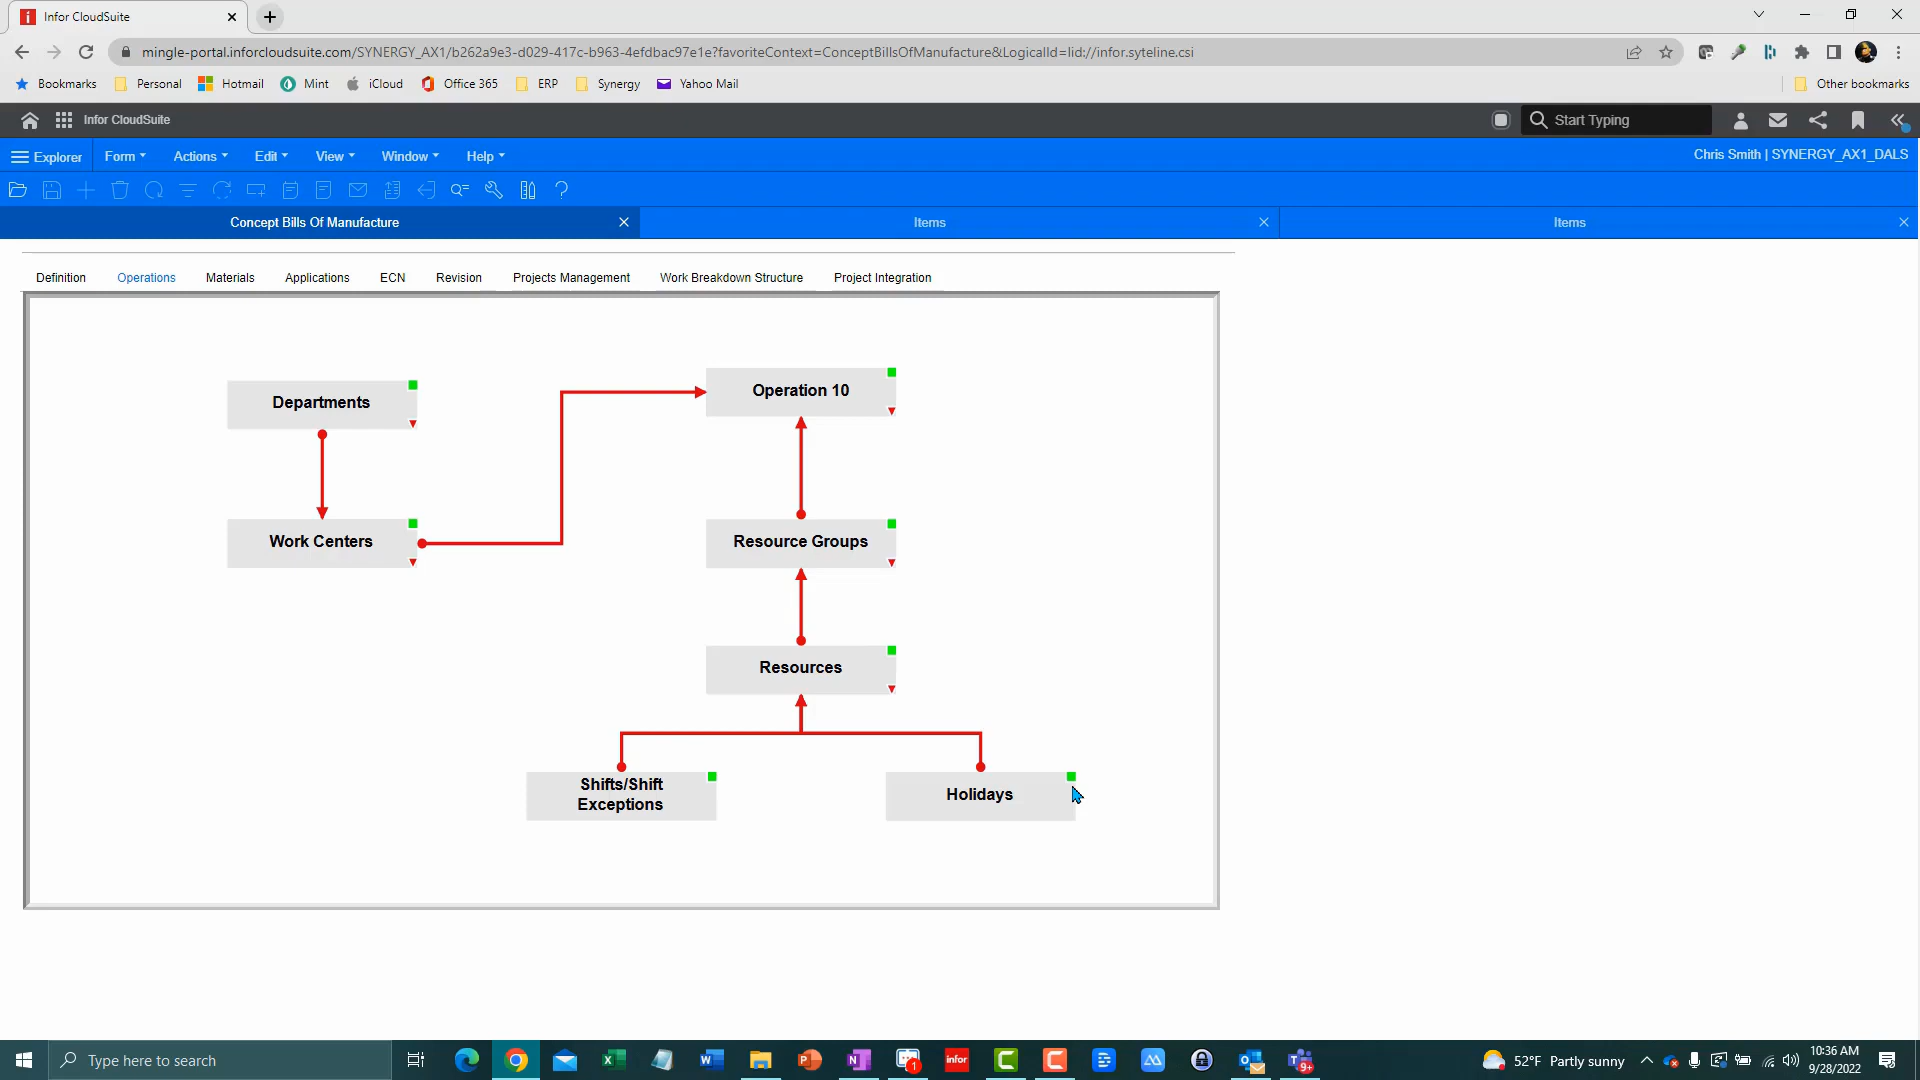 Infor CloudSuite
mingle-portal.inforcloudsuite.com/SYNERGY_AX1/b262a9e3-d029-417c-b963-4efdbac97e1e?favoriteContext=ConceptBillsOfManufacture&LogicalId=lid://infor.syteline.csi
Bookmarks Personal Hotmail Mint iCloud Office 365 ERP Synergy Yahoo Mail Other bookmarks
Infor CloudSuite Start Typing
Explorer Form Actions Edit View Window Help Chris Smith | SYNERGY_AX1_DALS
Concept Bills Of Manufacture Items Items
Definition Operations Materials Applications ECN Revision Projects Management Work Breakdown Structure Project Integration
Operation 10
Departments
Work Centers
Resource Groups
Resources
Shifts/Shift
Exceptions
Holidays
Type here to search
infor
1
9+
52°F Partly sunny
10:36 AM
9/28/2022